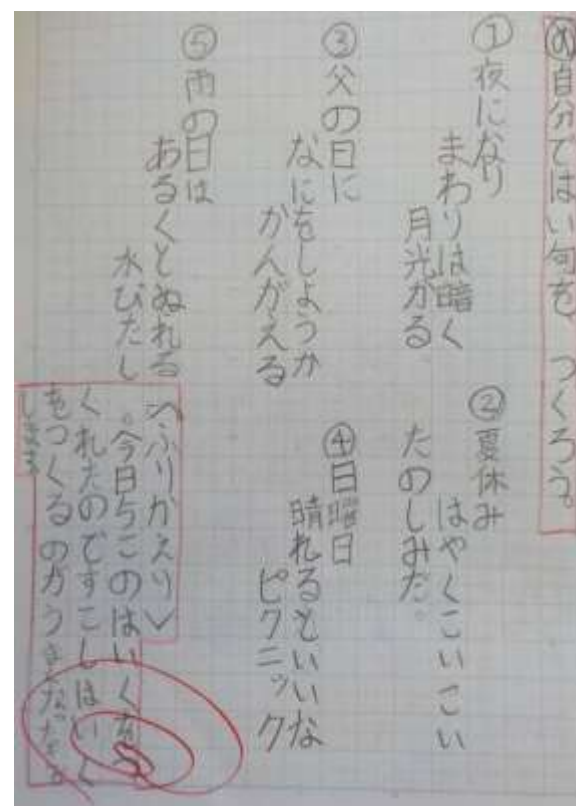 め自分ではい句を、つくろう。
①夜になり
まわりは暗く
月光がる
②夏休み
はやくこいこい
たのしみだ。
③父の日に
なにをしようか
かんがえる
④日曜日
晴れるといいな
ピクニック
⑤雨の日は
あるくとぬれる
水びたし
<ふりかえり>
。今日ちこのはいくを
くれたのですこしはいく
をつくるのがうまくなった
します